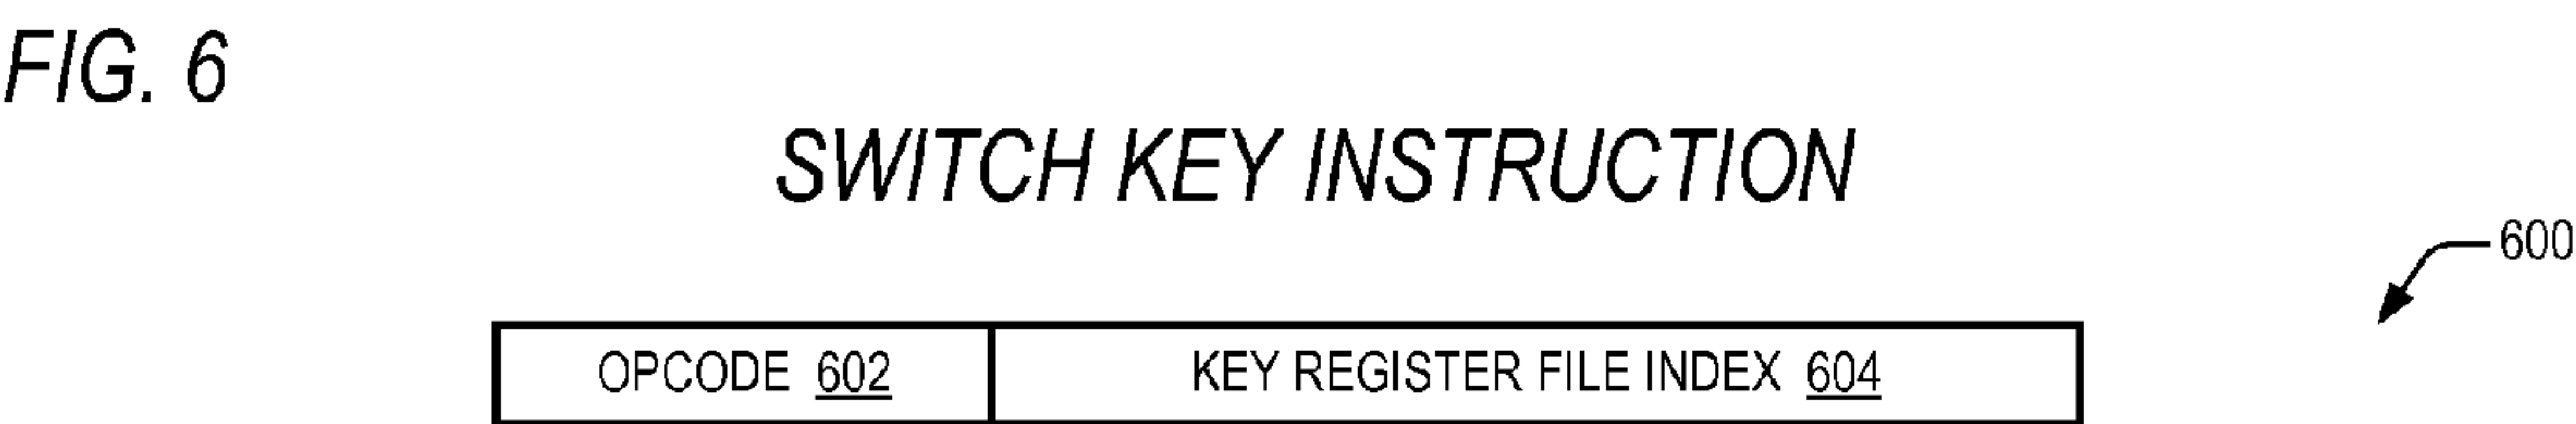 FIG. 6
SWITCH KEY INSTRUCTION
600
OPCODE 602 KEY REGISTER FILE INDEX 604